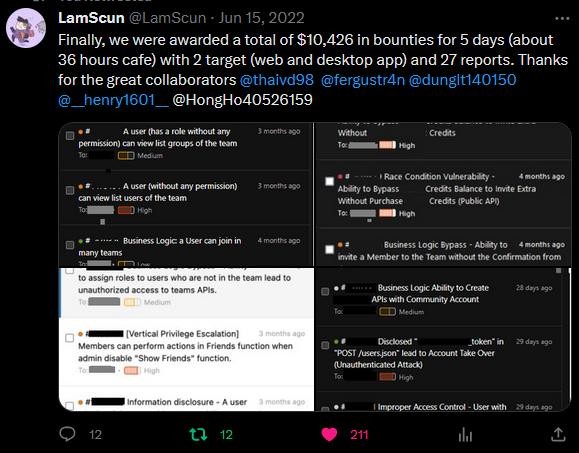 LamScun @LamScun · Jun 15, 2022
Finally, we were awarded a total of $10,426 in bounties for 5 days (about
36 hours cafe) with 2 target (web and desktop app) and 27 reports. Thanks
for the great collaborators @thaivd98 @fergustr4n @dunglt140150
@__henry1601__ @HongHo40526159
# A user (has a role without any 3 months ago
permission) can view list groups of the team
To: Medium
# A user (without any permission) 3 months ago
can view list users of the team
To: High
# Business Logic: a User can join in 4 months ago
many teams
To: Low
Without Credits
To: High
# Race Condition Vulnerability - 4 months ago
Ability to Bypass Credits Balance to Invite Extra
Without Purchase Credits (Public API)
To: High
# Business Logic Bypass - Ability to 4 months ago
invite a Member to the Team without the Confirmation from
to assign roles to users who are not in the team lead to
unauthorized access to teams APIs.
To: Medium
# [Vertical Privilege Escalation] 3 months ago
Members can perform actions in Friends function when
admin disable "Show Friends" function.
To: High
# Information disclosure - A user 3 months ago
# Business Logic Ability to Create 28 days ago
APIs with Community Account
To: Medium
# Disclosed " _token" in 29 days ago
"POST /users.json" lead to Account Take Over
(Unauthenticated Attack)
To: High
# Improper Access Control - User with 29 days ago
12 12 211